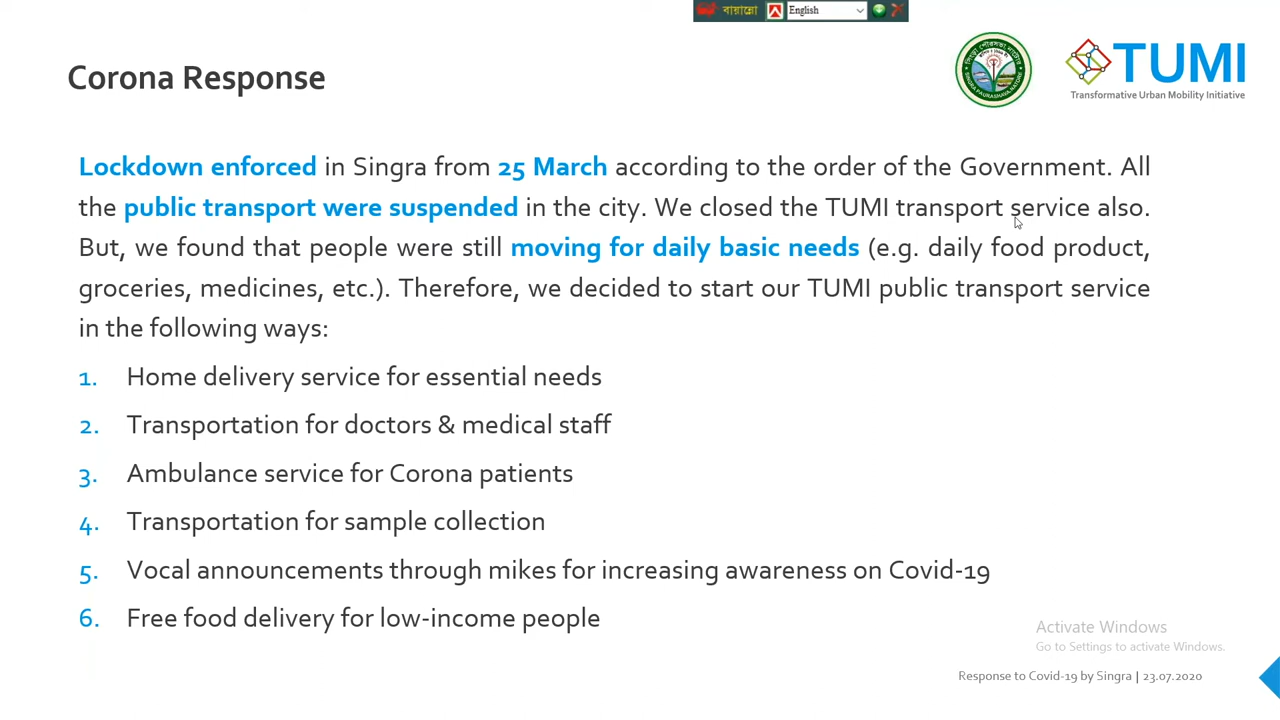 বায়ান্নো English
Corona Response
TUMI
Transformative Urban Mobility Initiative
Lockdown enforced in Singra from 25 March according to the order of the Government. All
the public transport were suspended in the city. We closed the TUMI transport service also.
But, we found that people were still moving for daily basic needs (e.g. daily food product,
groceries, medicines, etc.). Therefore, we decided to start our TUMI public transport service
in the following ways:
1. Home delivery service for essential needs
2. Transportation for doctors & medical staff
3. Ambulance service for Corona patients
4. Transportation for sample collection
5. Vocal announcements through mikes for increasing awareness on Covid-19
6. Free food delivery for low-income people
Activate Windows
Go to Settings to activate Windows.
Response to Covid-19 by Singra | 23.07.2020